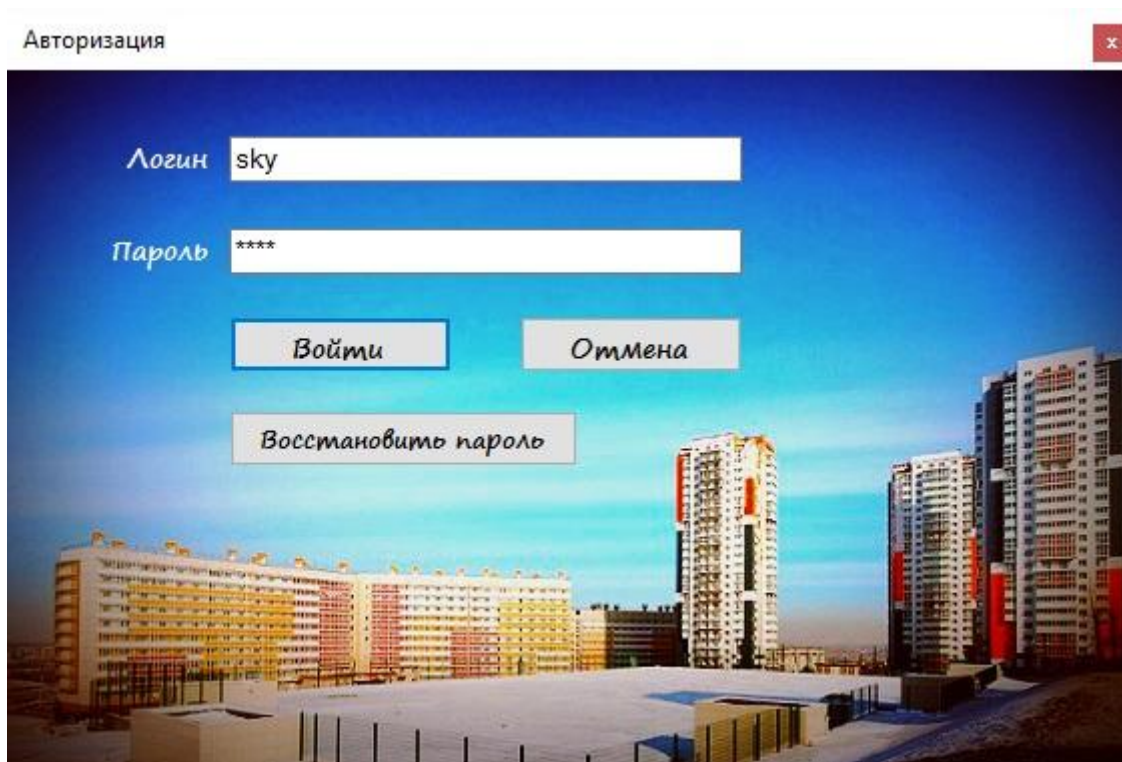 Авторизация
x
Логин sky
Пароль ****
Войти Отмена
Восстановить пароль